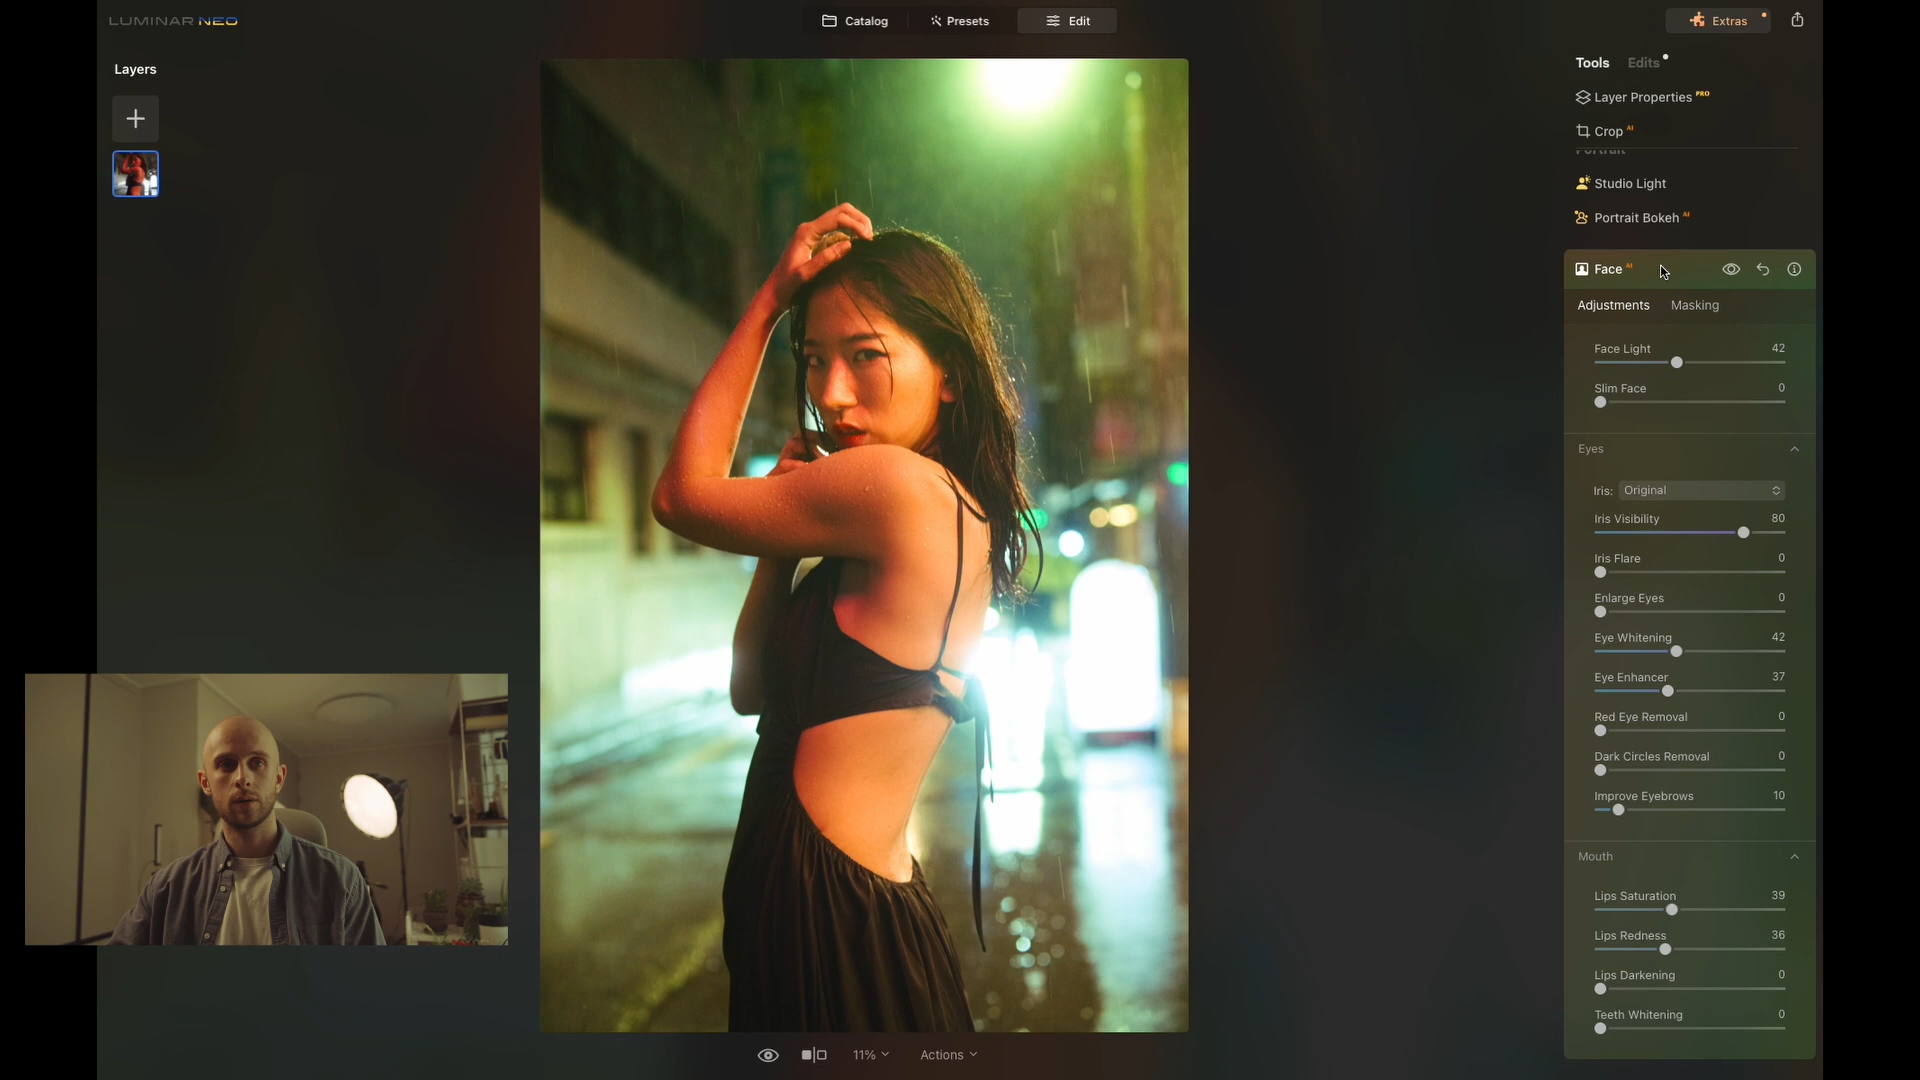 LUMINAR NEO
Catalog
Presets
Edit
Extras
Layers
Tools
Edits
Layer Properties PRO
Crop AI
Portrait
Studio Light
Portrait Bokeh AI
Face AI
Adjustments
Masking
Face Light 42
Slim Face 0
Eyes
Iris: Original
Iris Visibility 80
Iris Flare 0
Enlarge Eyes 0
Eye Whitening 42
Eye Enhancer 37
Red Eye Removal 0
Dark Circles Removal 0
Improve Eyebrows 10
Mouth
Lips Saturation 39
Lips Redness 36
Lips Darkening 0
Teeth Whitening 0
11%
Actions